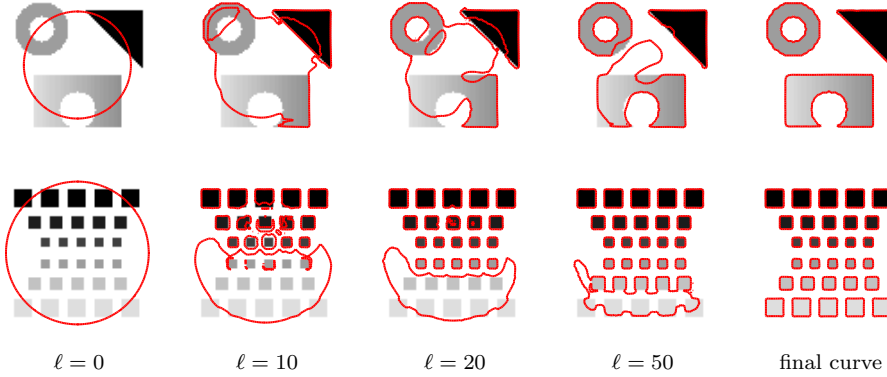 ℓ = 0 ℓ = 10 ℓ = 20 ℓ = 50 final curve